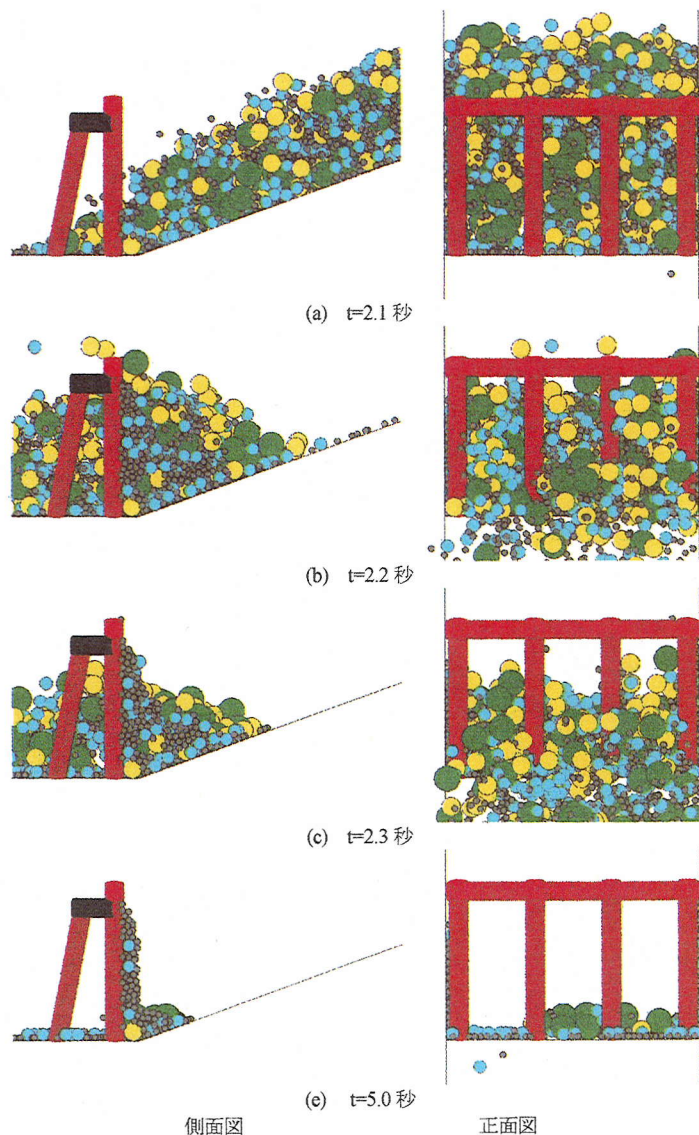 (a) t=2.1 秒
(b) t=2.2 秒
(c) t=2.3 秒
(e) t=5.0 秒
側面図 正面図